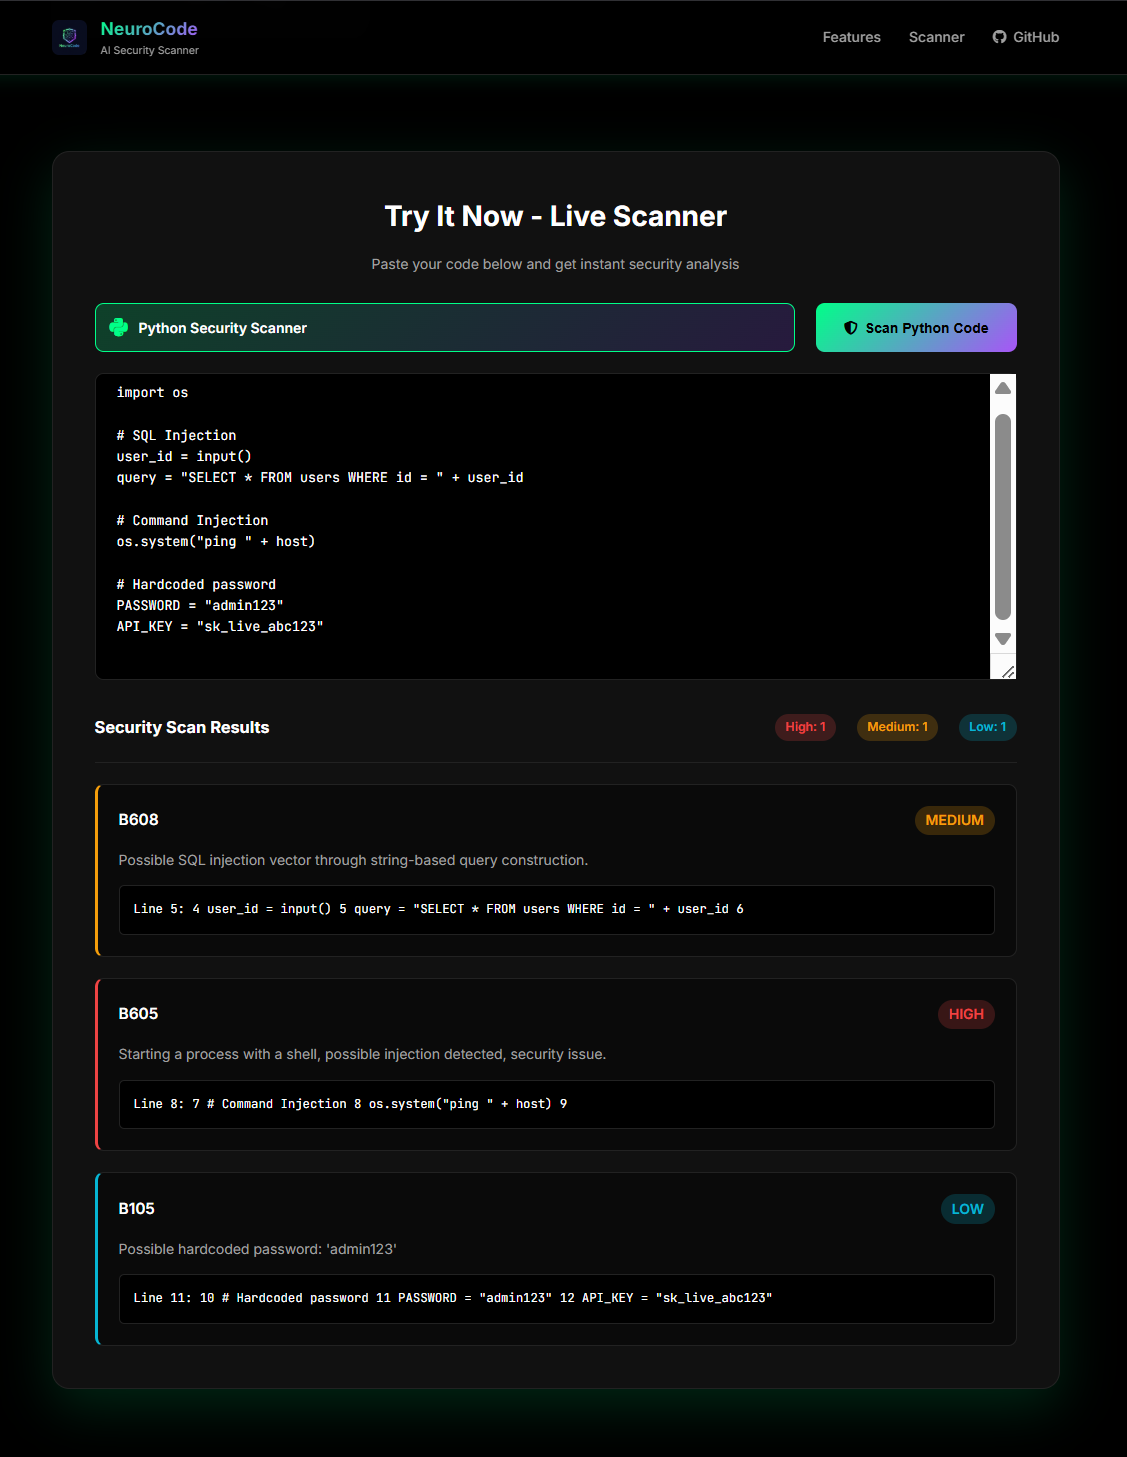 NeuroCode
AI Security Scanner
Features
Scanner
GitHub
NeuroCode
Try It Now - Live Scanner
Paste your code below and get instant security analysis
Python Security Scanner
Scan Python Code
import os
# SQL Injection
user_id = input()
query = "SELECT * FROM users WHERE id = " + user_id
# Command Injection
os.system("ping " + host)
# Hardcoded password
PASSWORD = "admin123"
API_KEY = "sk_live_abc123"
Security Scan Results
High: 1
Medium: 1
Low: 1
B608
MEDIUM
Possible SQL injection vector through string-based query construction.
Line 5: 4 user_id = input() 5 query = "SELECT * FROM users WHERE id = " + user_id 6
B605
HIGH
Starting a process with a shell, possible injection detected, security issue.
Line 8: 7 # Command Injection 8 os.system("ping " + host) 9
B105
LOW
Possible hardcoded password: 'admin123'
Line 11: 10 # Hardcoded password 11 PASSWORD = "admin123" 12 API_KEY = "sk_live_abc123"